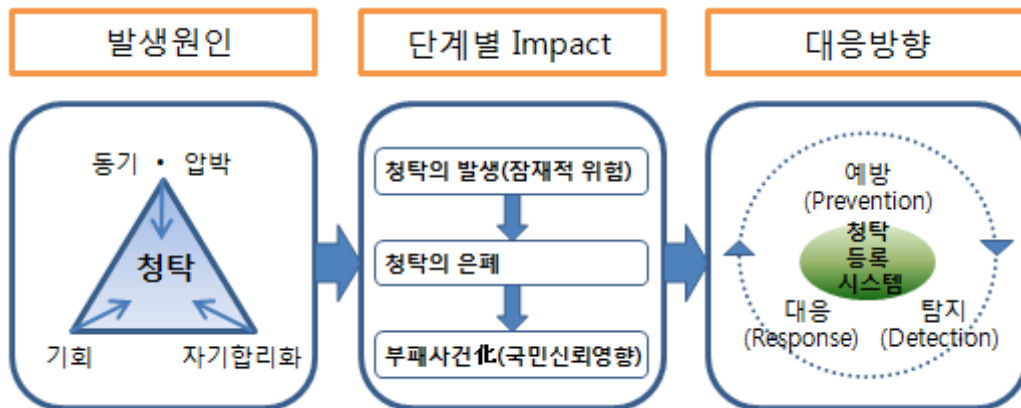 발생원인
단계별 Impact
대응방향
동기 · 압박
청탁
기회
자기합리화
청탁의 발생(잠재적 위험)
청탁의 은폐
부패사건化(국민신뢰영향)
예방
(Prevention)
청탁
등록
시스템
대응
(Response)
탐지
(Detection)